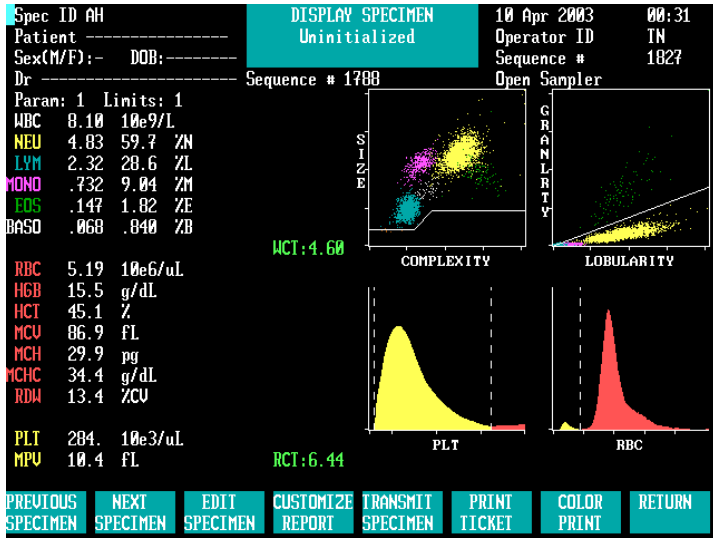 Spec ID AH DISPLAY SPECIMEN 10 Apr 2003 00:31
Patient ----------------- Uninitialized Operator ID TN
Sex(M/F):- DOB:-------- Sequence # 1827
Dr ------------------------ Sequence # 1788 Open Sampler
Param: 1 Limits: 1
WBC 8.10 10e9/L
NEU 4.83 59.7 %N
LYM 2.32 28.6 %L
MONO .732 9.04 %M
EOS .147 1.82 %E
BASO .068 .840 %B
WCT:4.60
SIZE
COMPLEXITY
GRANLRTY
LOBULARITY
RBC 5.19 10e6/uL
HGB 15.5 g/dL
HCT 45.1 %
MCV 86.9 fL
MCH 29.9 pg
MCHC 34.4 g/dL
RDW 13.4 %CV
PLT 284. 10e3/uL
MPV 10.4 fL RCT:6.44
PLT
RBC
PREVIOUS NEXT EDIT CUSTOMIZE TRANSMIT PRINT COLOR RETURN
SPECIMEN SPECIMEN SPECIMEN REPORT SPECIMEN TICKET PRINT